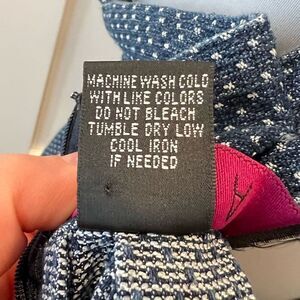 MACHINE WASH COLD
WITH LIKE COLORS
DO NOT BLEACH
TUMBLE DRY LOW
COOL IRON
IF NEEDED